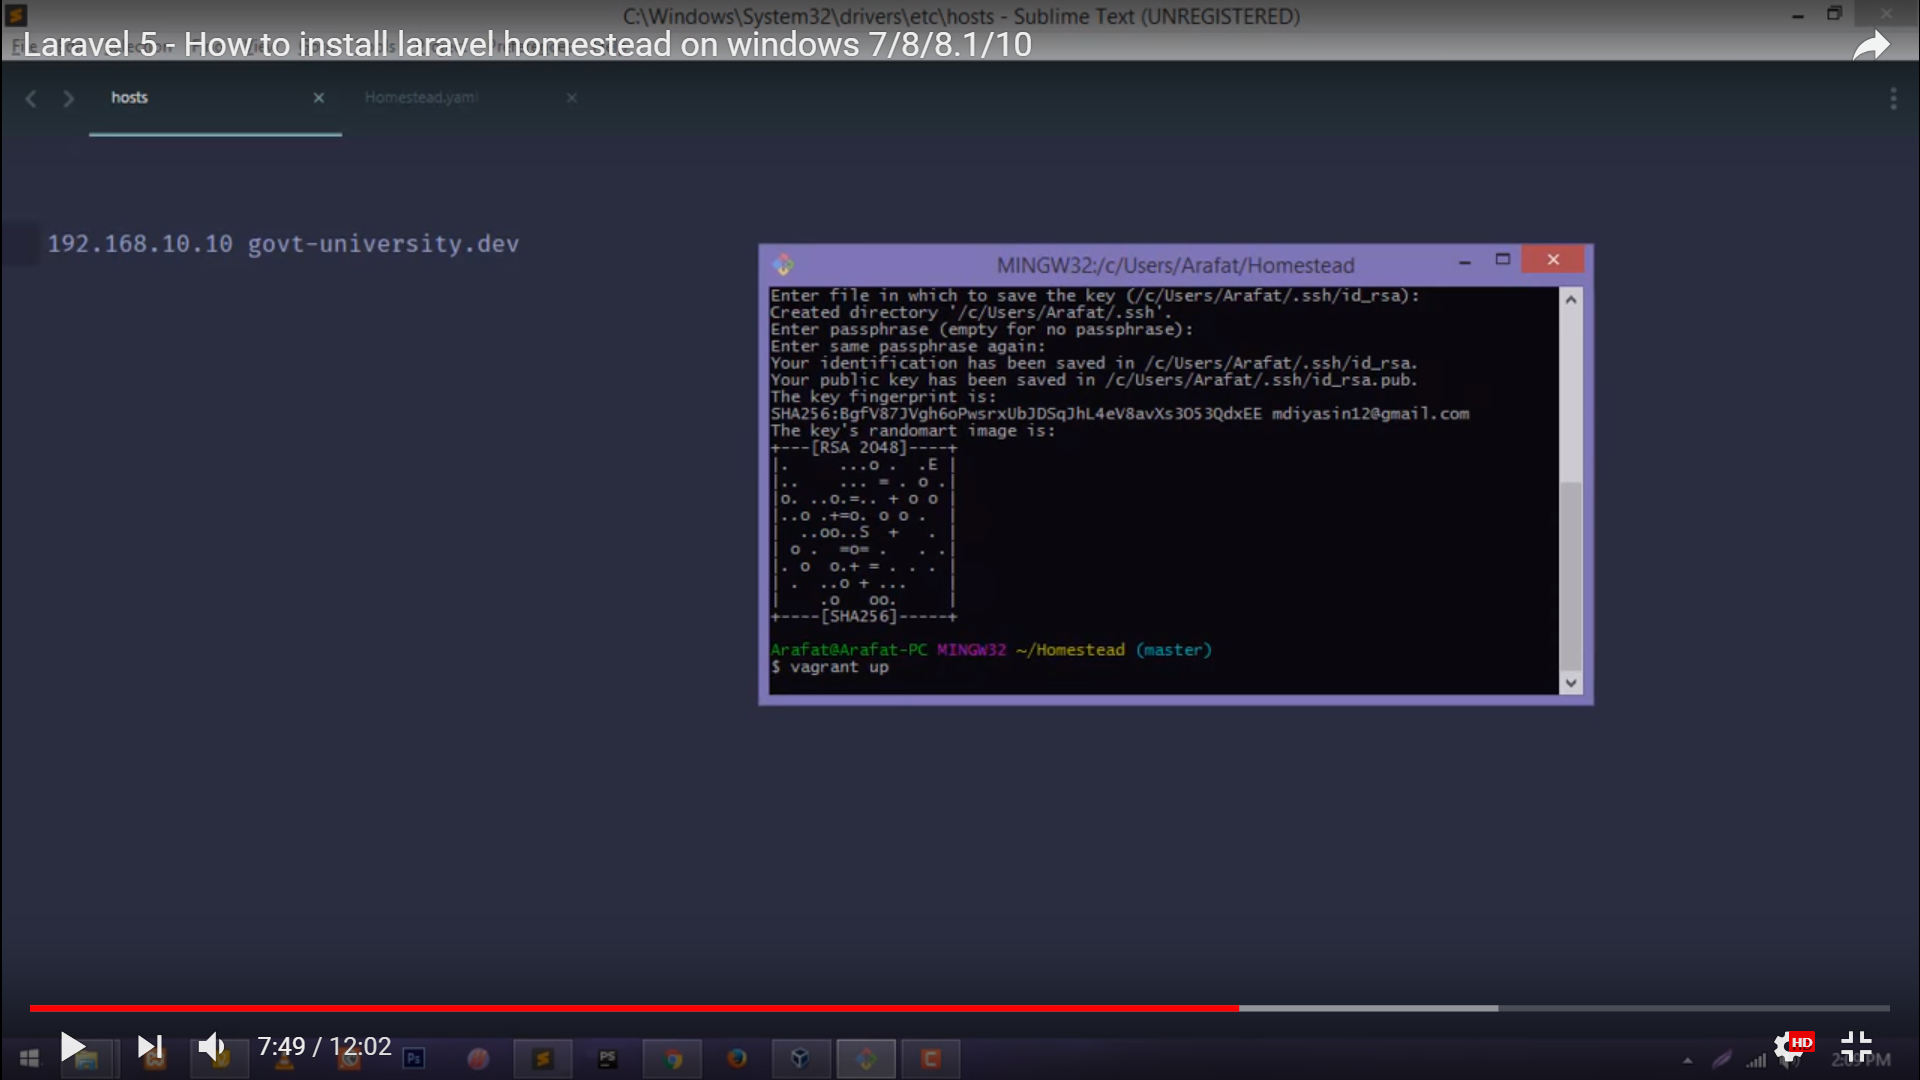 C:\Windows\System32\drivers\etc\hosts - Sublime Text (UNREGISTERED)
Laravel 5 - How to install laravel homestead on windows 7/8/8.1/10
hosts
Homestead.yaml
192.168.10.10 govt-university.dev
MINGW32:/c/Users/Arafat/Homestead
Enter file in which to save the key (/c/Users/Arafat/.ssh/id_rsa):
Created directory '/c/Users/Arafat/.ssh'.
Enter passphrase (empty for no passphrase):
Enter same passphrase again:
Your identification has been saved in /c/Users/Arafat/.ssh/id_rsa.
Your public key has been saved in /c/Users/Arafat/.ssh/id_rsa.pub.
The key fingerprint is:
SHA256:BgfV87JVgh6oPwsrxUbJDSqJhL4eV8avXs3O53QdxEE mdiyasin12@gmail.com
The key's randomart image is:
+---[RSA 2048]----+
|.     ...o .  .E |
|..    ... = . o .|
|o. ..o.=.. + o o |
|..o .+=o. o o .  |
|  ..oo..S  +   . |
| o .  =o= .   . .|
|. o  o.+ = . . . |
| .  ..o + ...    |
|    .o   oo.     |
+----[SHA256]-----+
Arafat@Arafat-PC MINGW32 ~/Homestead (master)
$ vagrant up
7:49 / 12:02
Ps
PS
HD
2:09 PM